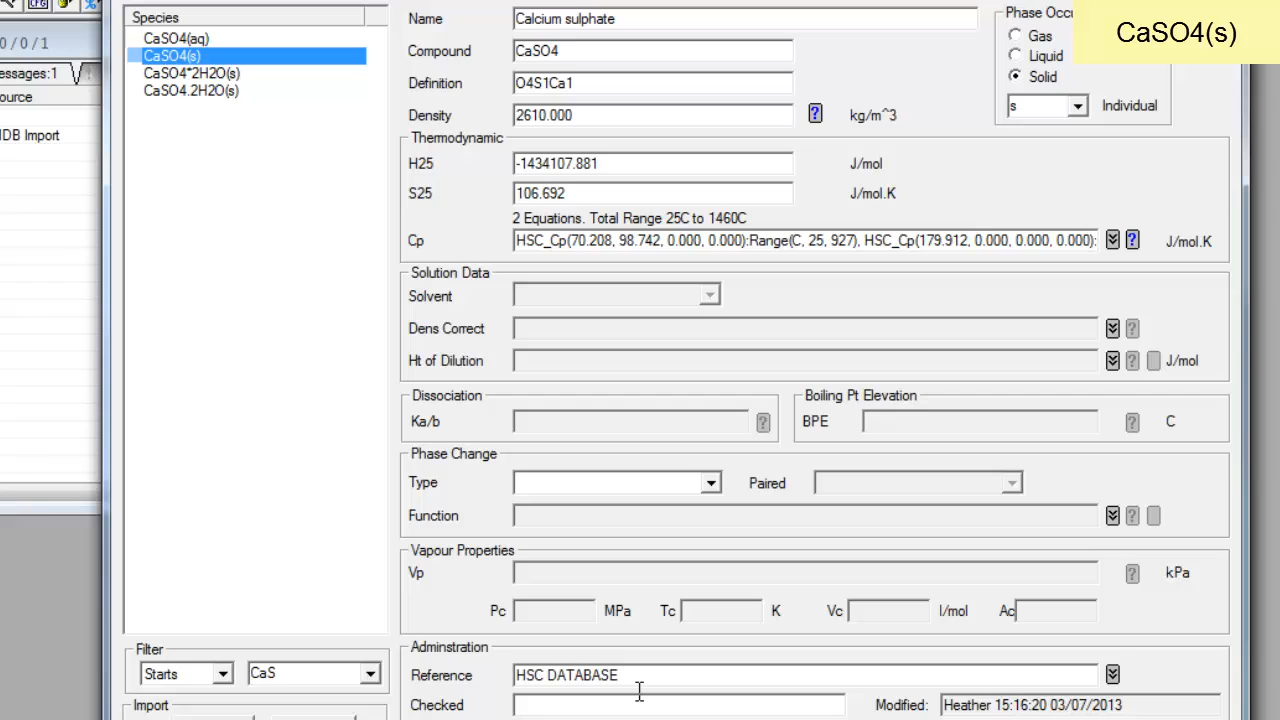 CFG
0 / 0 / 1
essages:1
ource
IDB Import
Species
CaSO4(aq)
CaSO4(s)
CaSO4*2H2O(s)
CaSO4.2H2O(s)
Filter
Starts
CaS
Import
Name
Calcium sulphate
Compound
CaSO4
Definition
O4S1Ca1
Density
2610.000
?
kg/m^3
Phase Occu
Gas
Liquid
Solid
s
Individual
CaSO4(s)
Thermodynamic
H25
-1434107.881
J/mol
S25
106.692
J/mol.K
2 Equations. Total Range 25C to 1460C
Cp
HSC_Cp(70.208, 98.742, 0.000, 0.000):Range(C, 25, 927), HSC_Cp(179.912, 0.000, 0.000, 0.000):
?
J/mol.K
Solution Data
Solvent
Dens Correct
?
Ht of Dilution
?
J/mol
Dissociation
Ka/b
?
Boiling Pt Elevation
BPE
?
C
Phase Change
Type
Paired
Function
?
Vapour Properties
Vp
?
kPa
Pc
MPa
Tc
K
Vc
l/mol
Ac
Adminstration
Reference
HSC DATABASE
Checked
Modified:
Heather 15:16:20 03/07/2013